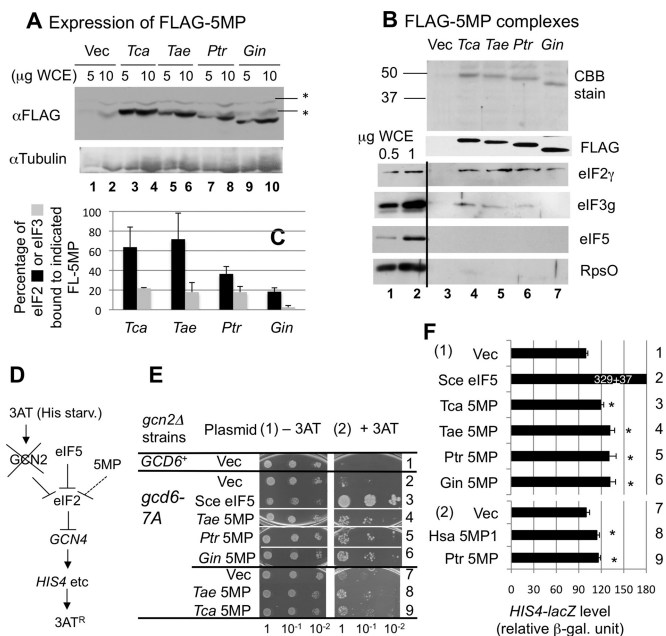 A Expression of FLAG-5MP
Vec Tca Tae Ptr Gin
(μg WCE) 5 10 5 10 5 10 5 10 5 10
*
*
αFLAG
αTubulin
1 2 3 4 5 6 7 8 9 10
B FLAG-5MP complexes
Vec Tca Tae Ptr Gin
50
37
CBB
stain
μg WCE
0.5 1
FLAG
eIF2γ
eIF3g
eIF5
RpsO
1 2 3 4 5 6 7
C
Percentage of
eIF2 or eIF3
bound to indicated
FL-5MP
100
80
60
40
20
0
Tca Tae Ptr Gin
D
3AT (His starv.)
GCN2
eIF5
5MP
eIF2
GCN4
HIS4 etc
3ATR
E
gcn2Δ
strains
Plasmid (1) – 3AT (2) + 3AT
GCD6+ Vec 1
gcd6-
7A
Vec 2
Sce eIF5 3
Tae 5MP 4
Ptr 5MP 5
Gin 5MP 6
Vec 7
Tae 5MP 8
Tca 5MP 9
1 10-1 10-2 1 10-1 10-2
F
(1)
Vec 1
Sce eIF5 329±37 2
Tca 5MP * 3
Tae 5MP * 4
Ptr 5MP * 5
Gin 5MP * 6
(2)
Vec 7
Hsa 5MP1 * 8
Ptr 5MP * 9
0 30 60 90 120 150 180
HIS4-lacZ level
(relative β-gal. unit)